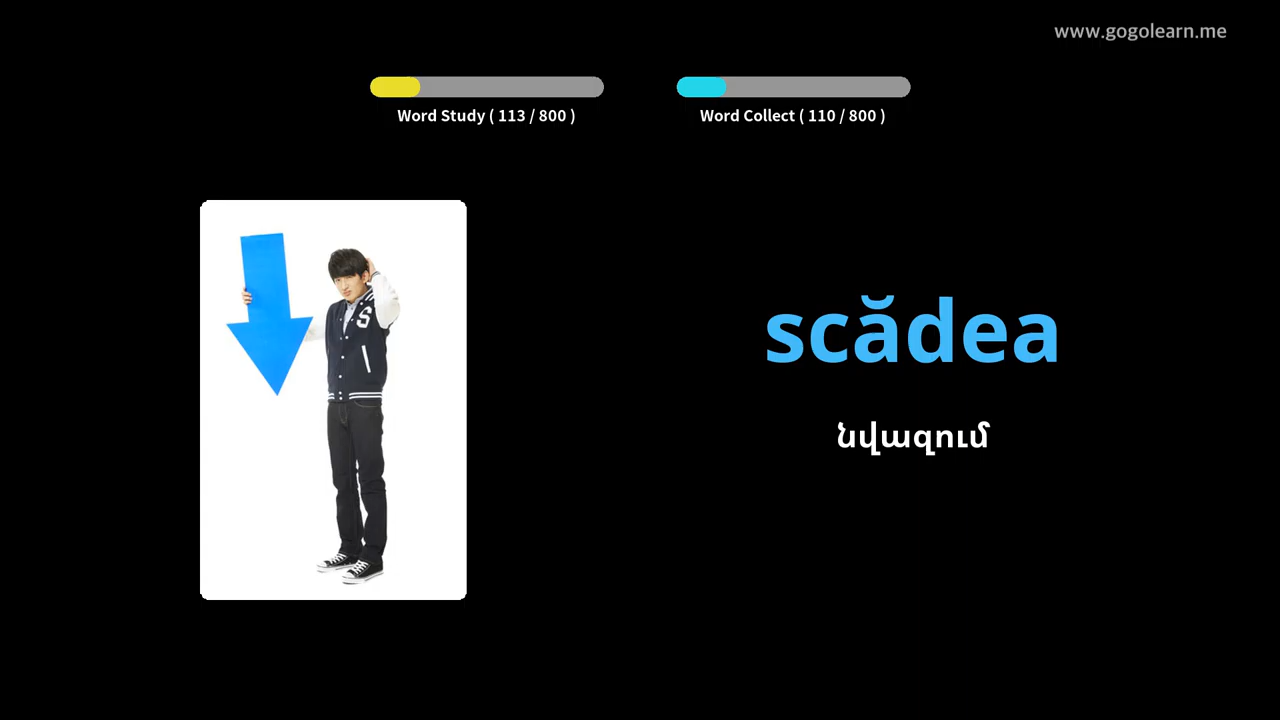 www.gogolearn.me
Word Study ( 113 / 800 )
Word Collect ( 110 / 800 )
S
scădea
նվազում